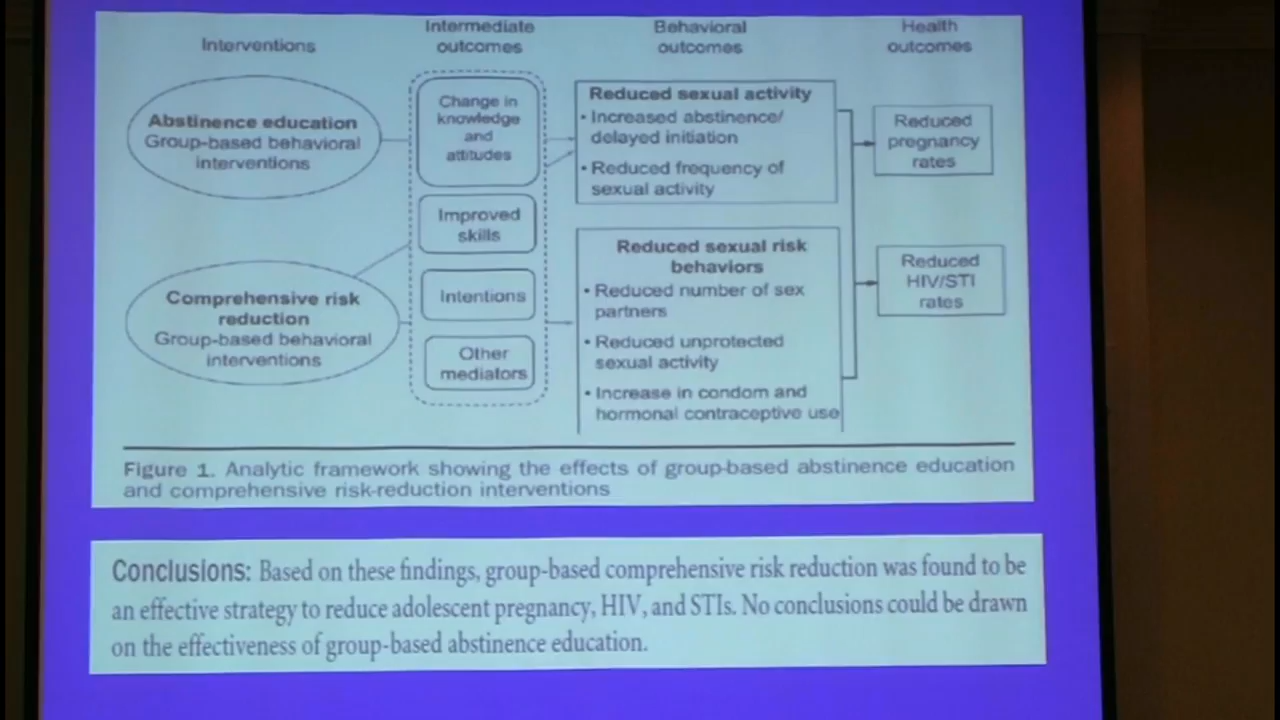 Interventions
Intermediate
outcomes
Behavioral
outcomes
Health
outcomes
Abstinence education
Group-based behavioral
interventions
Comprehensive risk
reduction
Group-based behavioral
interventions
Change in
knowledge
and
attitudes
Improved
skills
Intentions
Other
mediators
Reduced sexual activity
• Increased abstinence/
delayed initiation
• Reduced frequency of
sexual activity
Reduced sexual risk
behaviors
• Reduced number of sex
partners
• Reduced unprotected
sexual activity
• Increase in condom and
hormonal contraceptive use
Reduced
pregnancy
rates
Reduced
HIV/STI
rates
Figure 1. Analytic framework showing the effects of group-based abstinence education
and comprehensive risk-reduction interventions
Conclusions: Based on these findings, group-based comprehensive risk reduction was found to be
an effective strategy to reduce adolescent pregnancy, HIV, and STIs. No conclusions could be drawn
on the effectiveness of group-based abstinence education.